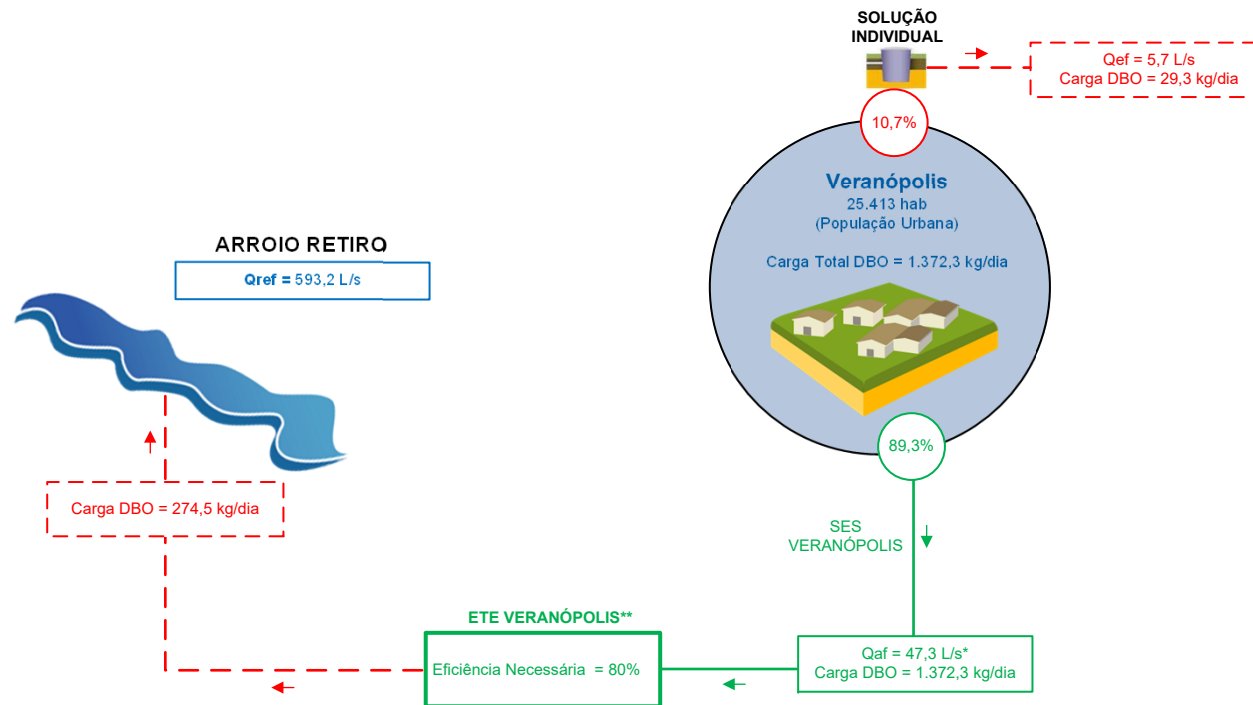 SOLUÇÃO
INDIVIDUAL
Qef = 5,7 L/s
Carga DBO = 29,3 kg/dia
10,7%
Veranópolis
25.413 hab
(População Urbana)
Carga Total DBO = 1.372,3 kg/dia
ARROIO RETIRO
Qref = 593,2 L/s
89,3%
Carga DBO = 274,5 kg/dia
SES
VERANÓPOLIS
ETE VERANÓPOLIS**
Eficiência Necessária = 80%
Qaf = 47,3 L/s*
Carga DBO = 1.372,3 kg/dia